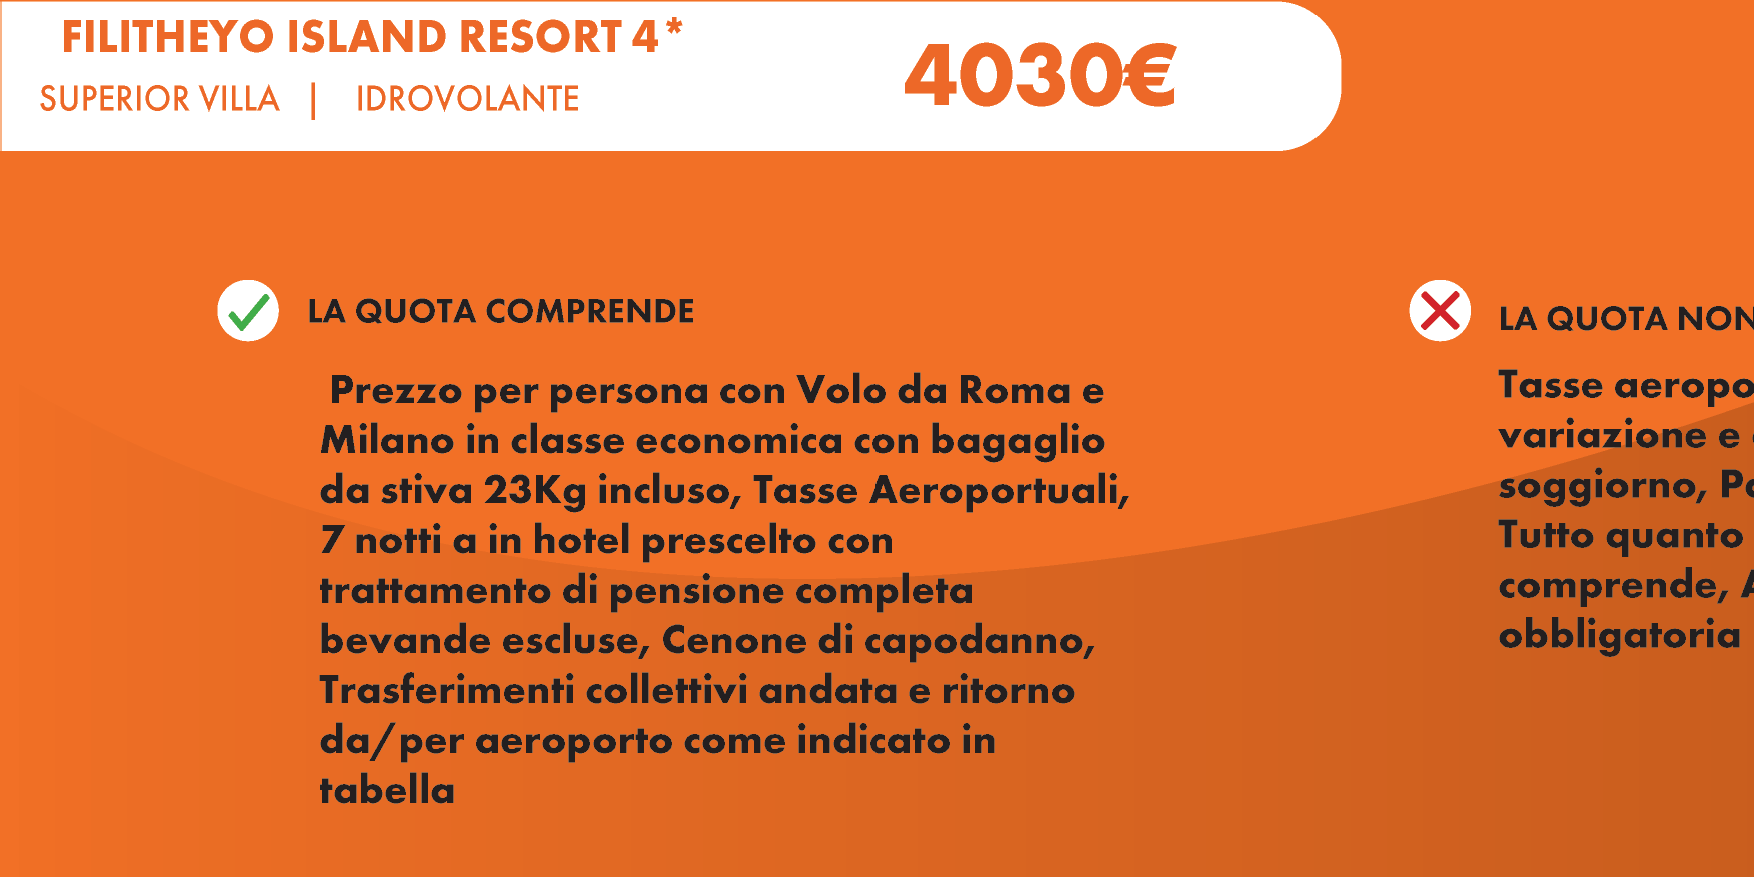 FILITHEYO ISLAND RESORT 4*
SUPERIOR VILLA | IDROVOLANTE
4030€
LA QUOTA COMPRENDE
Prezzo per persona con Volo da Roma e
Milano in classe economica con bagaglio
da stiva 23Kg incluso, Tasse Aeroportuali,
7 notti a in hotel prescelto con
trattamento di pensione completa
bevande escluse, Cenone di capodanno,
Trasferimenti collettivi andata e ritorno
da/per aeroporto come indicato in
tabella
LA QUOTA NON
Tasse
variazione e
soggiorno,
Tutto quanto
comprende,
obbligatoria